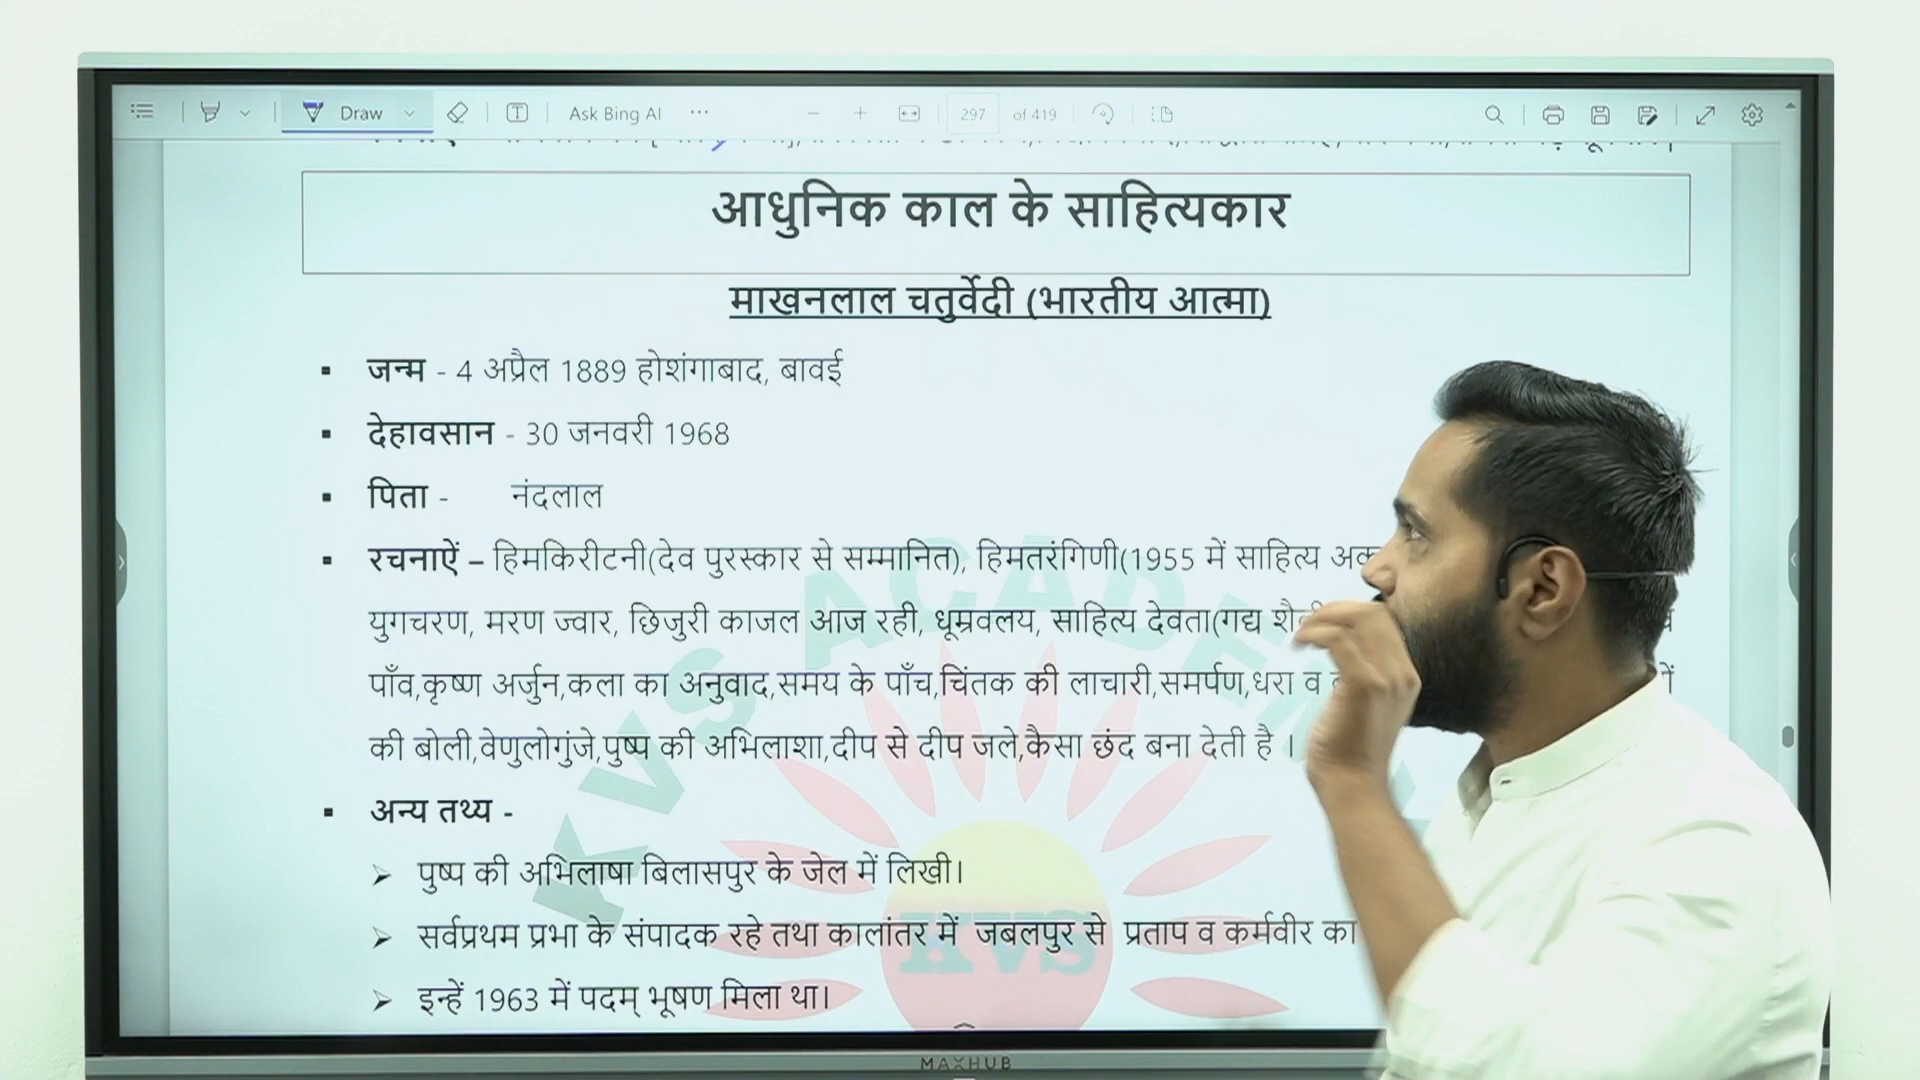 Draw
Ask Bing AI
297 of 419
आधुनिक काल के साहित्यकार
माखनलाल चतुर्वेदी (भारतीय आत्मा)
▪ जन्म - 4 अप्रैल 1889 होशंगाबाद, बावई
▪ देहावसान - 30 जनवरी 1968
▪ पिता - नंदलाल
▪ रचनाऐं – हिमकिरीटनी(देव पुरस्कार से सम्मानित), हिमतरंगिणी(1955 में साहित्य
युगचरण, मरण ज्वार, छिजुरी काजल आज रही, धूम्रवलय, साहित्य देवता(गद्य
पाँव,कृष्ण अर्जुन,कला का अनुवाद,समय के पाँच,चिंतक की लाचारी,समर्पण,धरा व
की बोली,वेणुलोगुंजे,पुष्प की अभिलाशा,दीप से दीप जले,कैसा छंद बना देती है ।
▪ अन्य तथ्य -
➢ पुष्प की अभिलाषा बिलासपुर के जेल में लिखी।
➢ सर्वप्रथम प्रभा के संपादक रहे तथा कालांतर में जबलपुर से प्रताप व कर्मवीर का
➢ इन्हें 1963 में पदम् भूषण मिला था।
KVS ACADEMY
KVS
MAXHUB